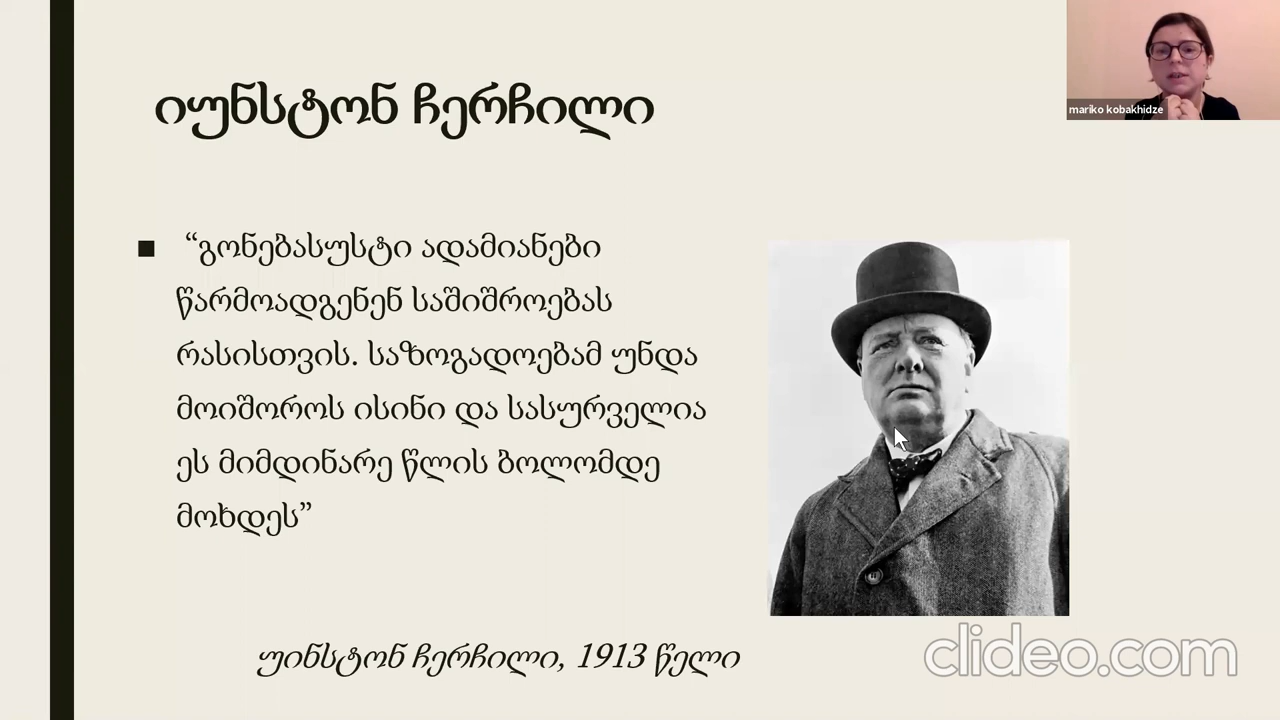 იუნსტონ ჩერჩილი
mariko kobakhidze
■ “გონებასუსტი ადამიანები
წარმოადგენენ საშიშროებას
რასისთვის. საზოგადოებამ უნდა
მოიშოროს ისინი და სასურველია
ეს მიმდინარე წლის ბოლომდე
მოხდეს”
უინსტონ ჩერჩილი, 1913 წელი
clideo.com